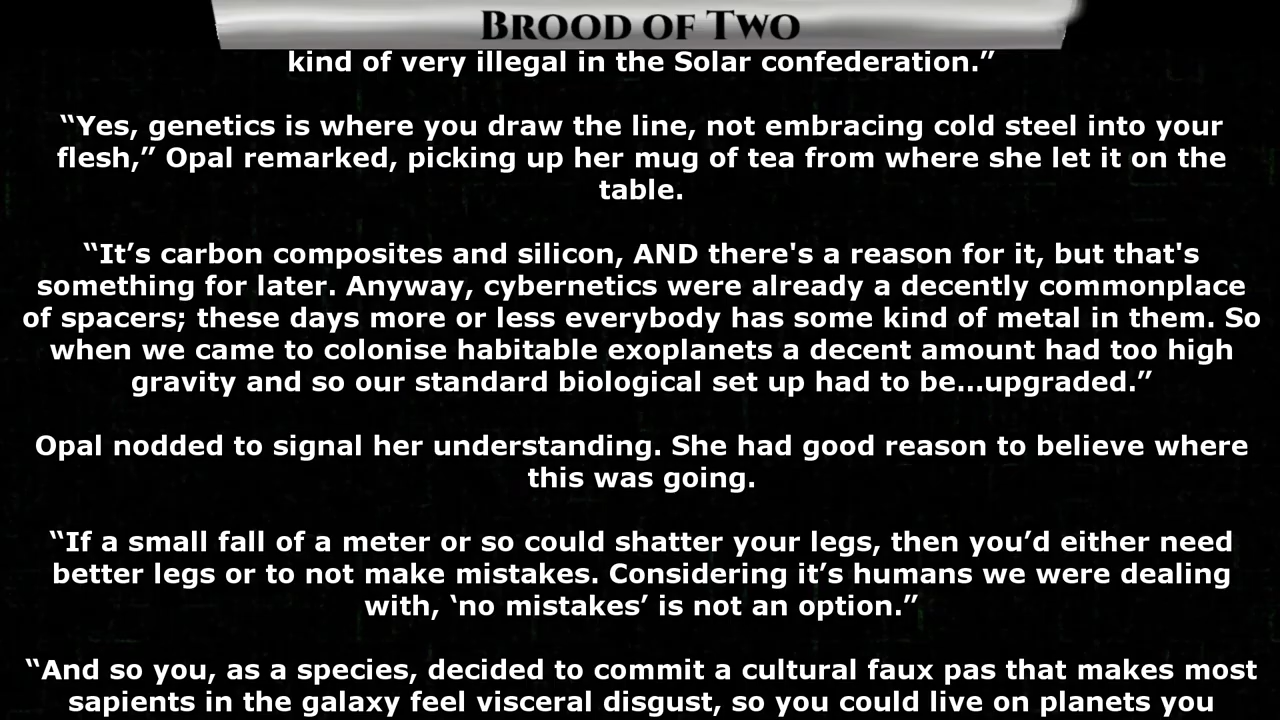 Brood of Two
kind of very illegal in the Solar confederation.”
“Yes, genetics is where you draw the line, not embracing cold steel into your
flesh,” Opal remarked, picking up her mug of tea from where she let it on the
table.
“It’s carbon composites and silicon, AND there's a reason for it, but that's
something for later. Anyway, cybernetics were already a decently commonplace
of spacers; these days more or less everybody has some kind of metal in them. So
when we came to colonise habitable exoplanets a decent amount had too high
gravity and so our standard biological set up had to be...upgraded.”
Opal nodded to signal her understanding. She had good reason to believe where
this was going.
“If a small fall of a meter or so could shatter your legs, then you’d either need
better legs or to not make mistakes. Considering it’s humans we were dealing
with, ‘no mistakes’ is not an option.”
“And so you, as a species, decided to commit a cultural faux pas that makes most
sapients in the galaxy feel visceral disgust, so you could live on planets you